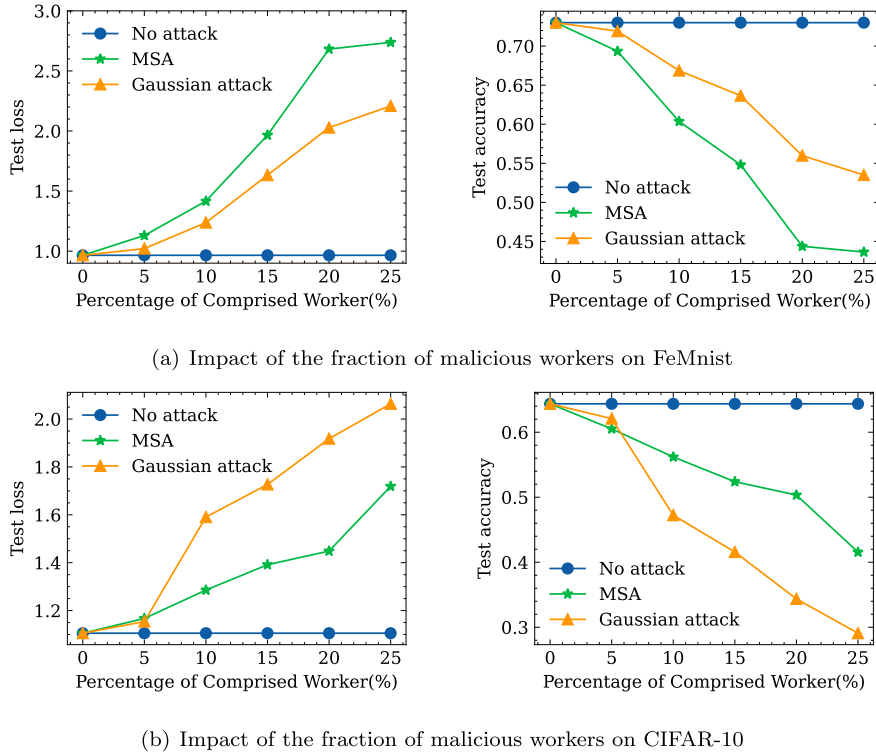 3.0
2.5
2.0
1.5
1.0
Test loss
No attack
MSA
Gaussian attack
0 5 10 15 20 25
Percentage of Comprised Worker(%)
0.70
0.65
0.60
0.55
0.50
0.45
Test accuracy
No attack
MSA
Gaussian attack
0 5 10 15 20 25
Percentage of Comprised Worker(%)
(a) Impact of the fraction of malicious workers on FeMnist
2.0
1.8
1.6
1.4
1.2
Test loss
No attack
MSA
Gaussian attack
0 5 10 15 20 25
Percentage of Comprised Worker(%)
0.6
0.5
0.4
0.3
Test accuracy
No attack
MSA
Gaussian attack
0 5 10 15 20 25
Percentage of Comprised Worker(%)
(b) Impact of the fraction of malicious workers on CIFAR-10